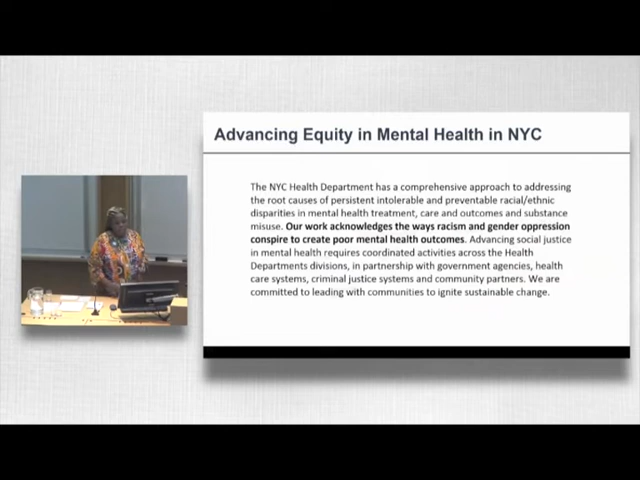 Advancing Equity in Mental Health in NYC
The NYC Health Department has a comprehensive approach to addressing
the root causes of persistent intolerable and preventable racial/ethnic
disparities in mental health treatment, care and outcomes and substance
misuse. Our work acknowledges the ways racism and gender oppression
conspire to create poor mental health outcomes. Advancing social justice
in mental health requires coordinated activities across the Health
Departments divisions, in partnership with government agencies, health
care systems, criminal justice systems and community partners. We are
committed to leading with communities to ignite sustainable change.